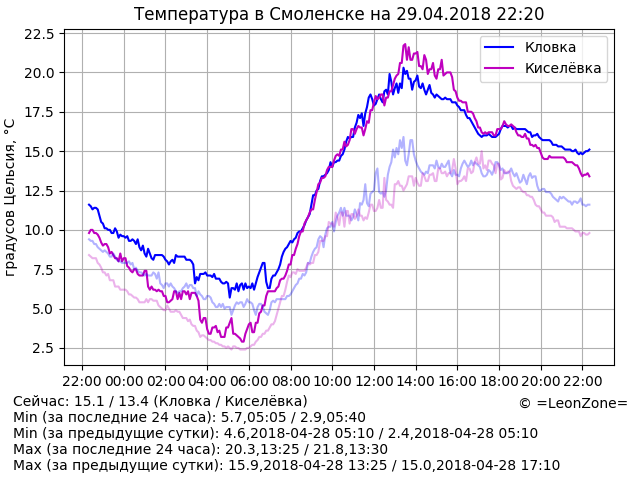 Температура в Смоленске на 29.04.2018 22:20
22.5
20.0
17.5
15.0
12.5
10.0
7.5
5.0
2.5
градусов Цельсия, °C
Кловка
Киселёвка
22:00 00:00 02:00 04:00 06:00 08:00 10:00 12:00 14:00 16:00 18:00 20:00 22:00
Сейчас: 15.1 / 13.4 (Кловка / Киселёвка)
© =LeonZone=
Min (за последние 24 часа): 5.7,05:05 / 2.9,05:40
Min (за предыдущие сутки): 4.6,2018-04-28 05:10 / 2.4,2018-04-28 05:10
Max (за последние 24 часа): 20.3,13:25 / 21.8,13:30
Max (за предыдущие сутки): 15.9,2018-04-28 13:25 / 15.0,2018-04-28 17:10